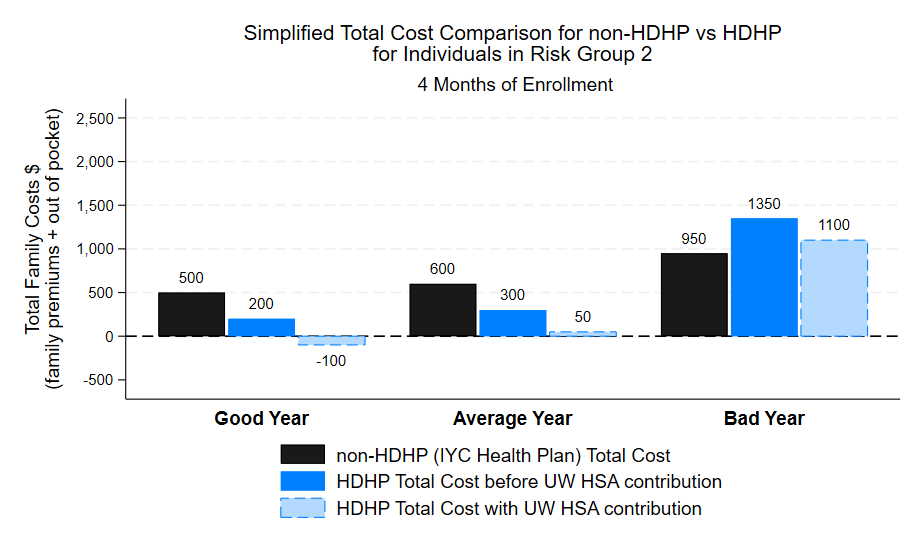 Simplified Total Cost Comparison for non-HDHP vs HDHP
for Individuals in Risk Group 2
4 Months of Enrollment
Total Family Costs $
(family premiums + out of pocket)
2,500
2,000
1,500
1,000
500
0
-500
500
200
-100
600
300
50
950
1350
1100
Good Year
Average Year
Bad Year
non-HDHP (IYC Health Plan) Total Cost
HDHP Total Cost before UW HSA contribution
HDHP Total Cost with UW HSA contribution